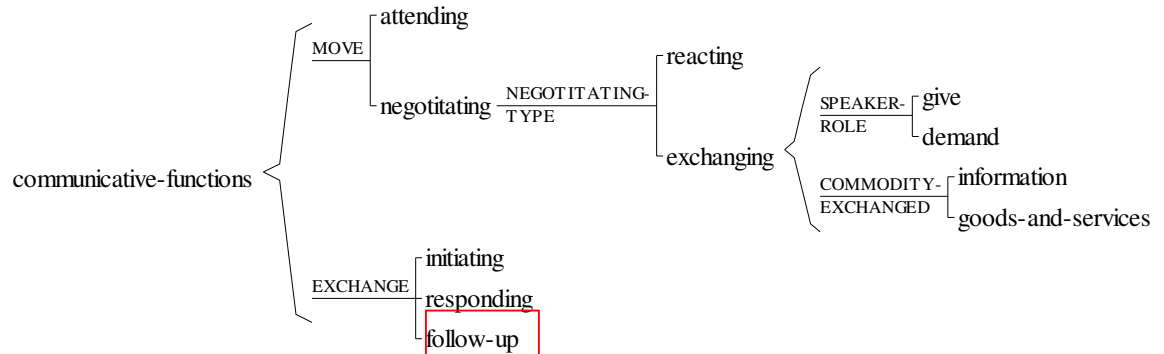 attending
MOVE
reacting
negotitating
NEGOTITATING-
TYPE
give
SPEAKER-
ROLE
demand
exchanging
communicative-functions
information
COMMODITY-
EXCHANGED
goods-and-services
initiating
EXCHANGE
responding
follow-up